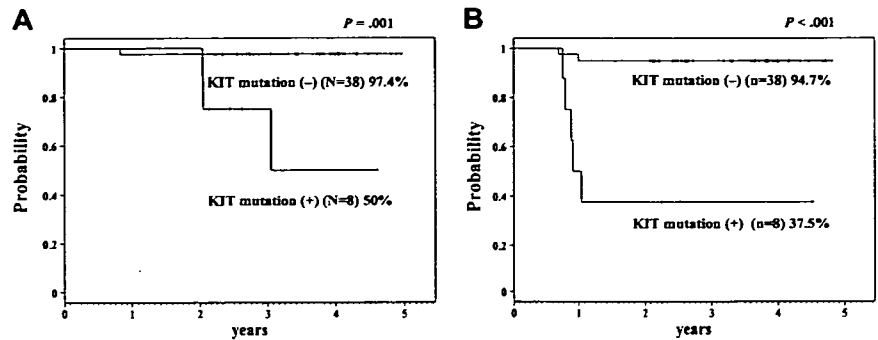 A
P = .001
1
0.8
0.6
0.4
0.2
0
Probability
KIT mutation (–) (N=38) 97.4%
KIT mutation (+) (N=8) 50%
0 1 2 3 4 5
years
B
P < .001
1
0.8
0.6
0.4
0.2
0
Probability
KIT mutation (–) (n=38) 94.7%
KIT mutation (+) (n=8) 37.5%
0 1 2 3 4 5
years